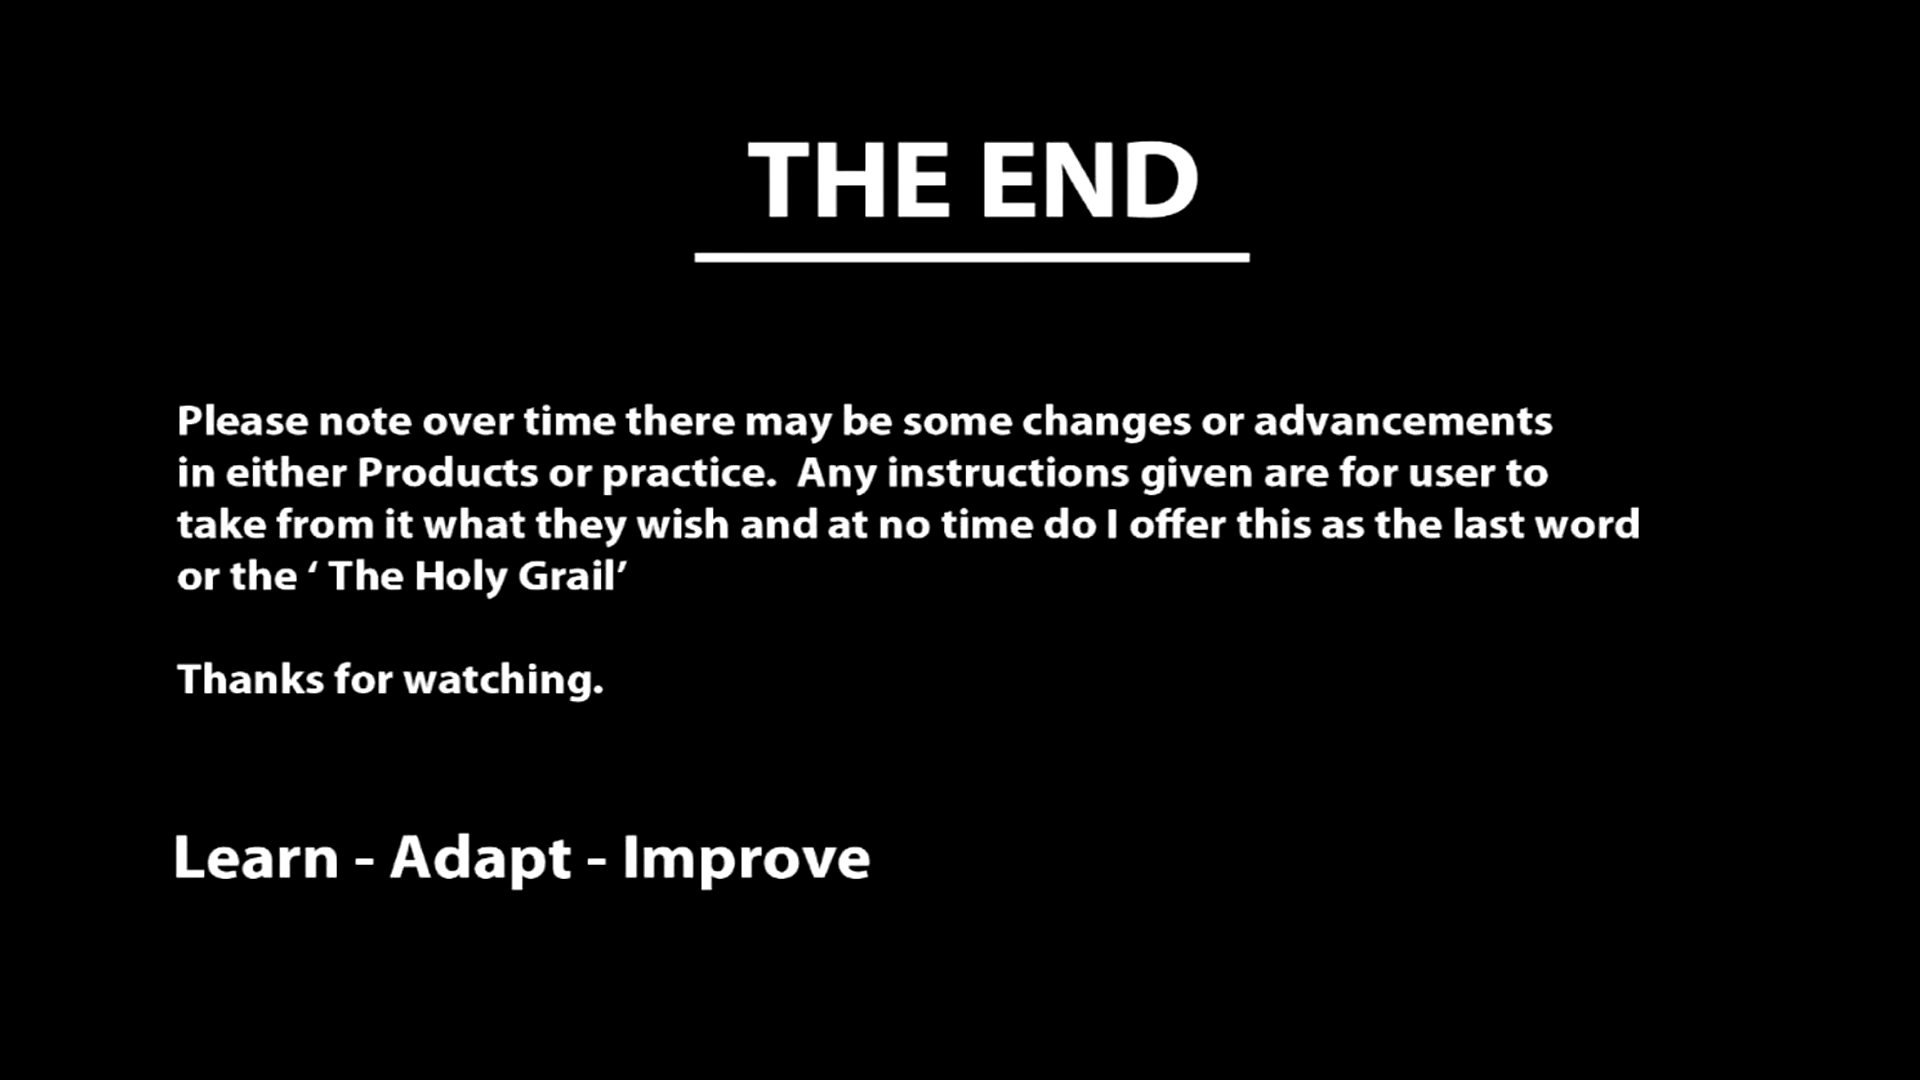 THE END
Please note over time there may be some changes or advancements
in either Products or practice.  Any instructions given are for user to
take from it what they wish and at no time do I offer this as the last word
or the ‘ The Holy Grail’
Thanks for watching.
Learn - Adapt - Improve